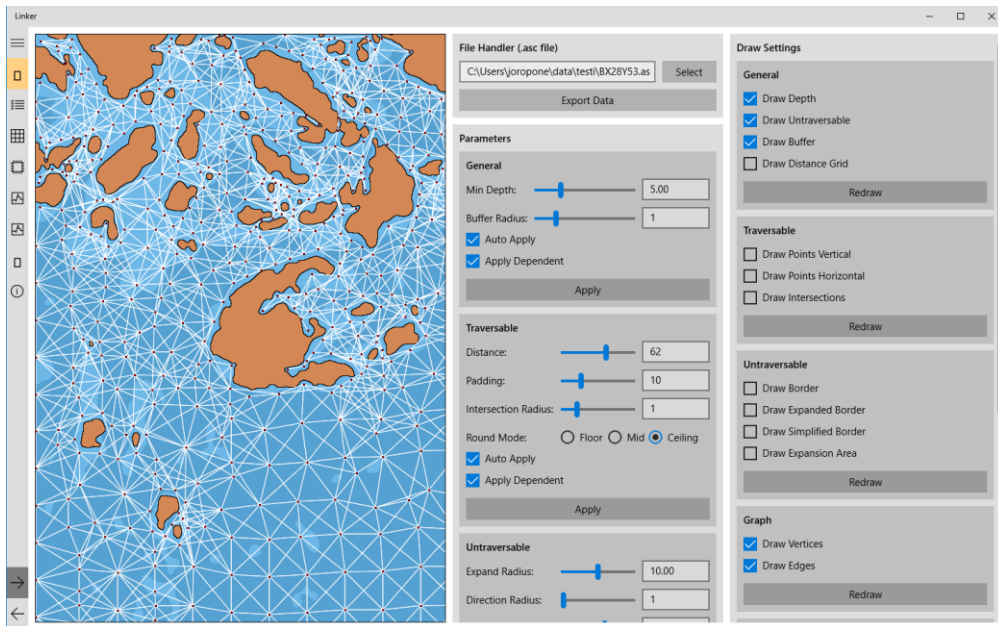 Linker
File Handler (.asc file)
C:\Users\joropone\data\testi\BX28Y53.as
Select
Export Data
Parameters
General
Min Depth:
5.00
Buffer Radius:
1
Auto Apply
Apply Dependent
Apply
Traversable
Distance:
62
Padding:
10
Intersection Radius:
1
Round Mode:
Floor
Mid
Ceiling
Auto Apply
Apply Dependent
Apply
Untraversable
Expand Radius:
10.00
Direction Radius:
1
Draw Settings
General
Draw Depth
Draw Untraversable
Draw Buffer
Draw Distance Grid
Redraw
Traversable
Draw Points Vertical
Draw Points Horizontal
Draw Intersections
Redraw
Untraversable
Draw Border
Draw Expanded Border
Draw Simplified Border
Draw Expansion Area
Redraw
Graph
Draw Vertices
Draw Edges
Redraw